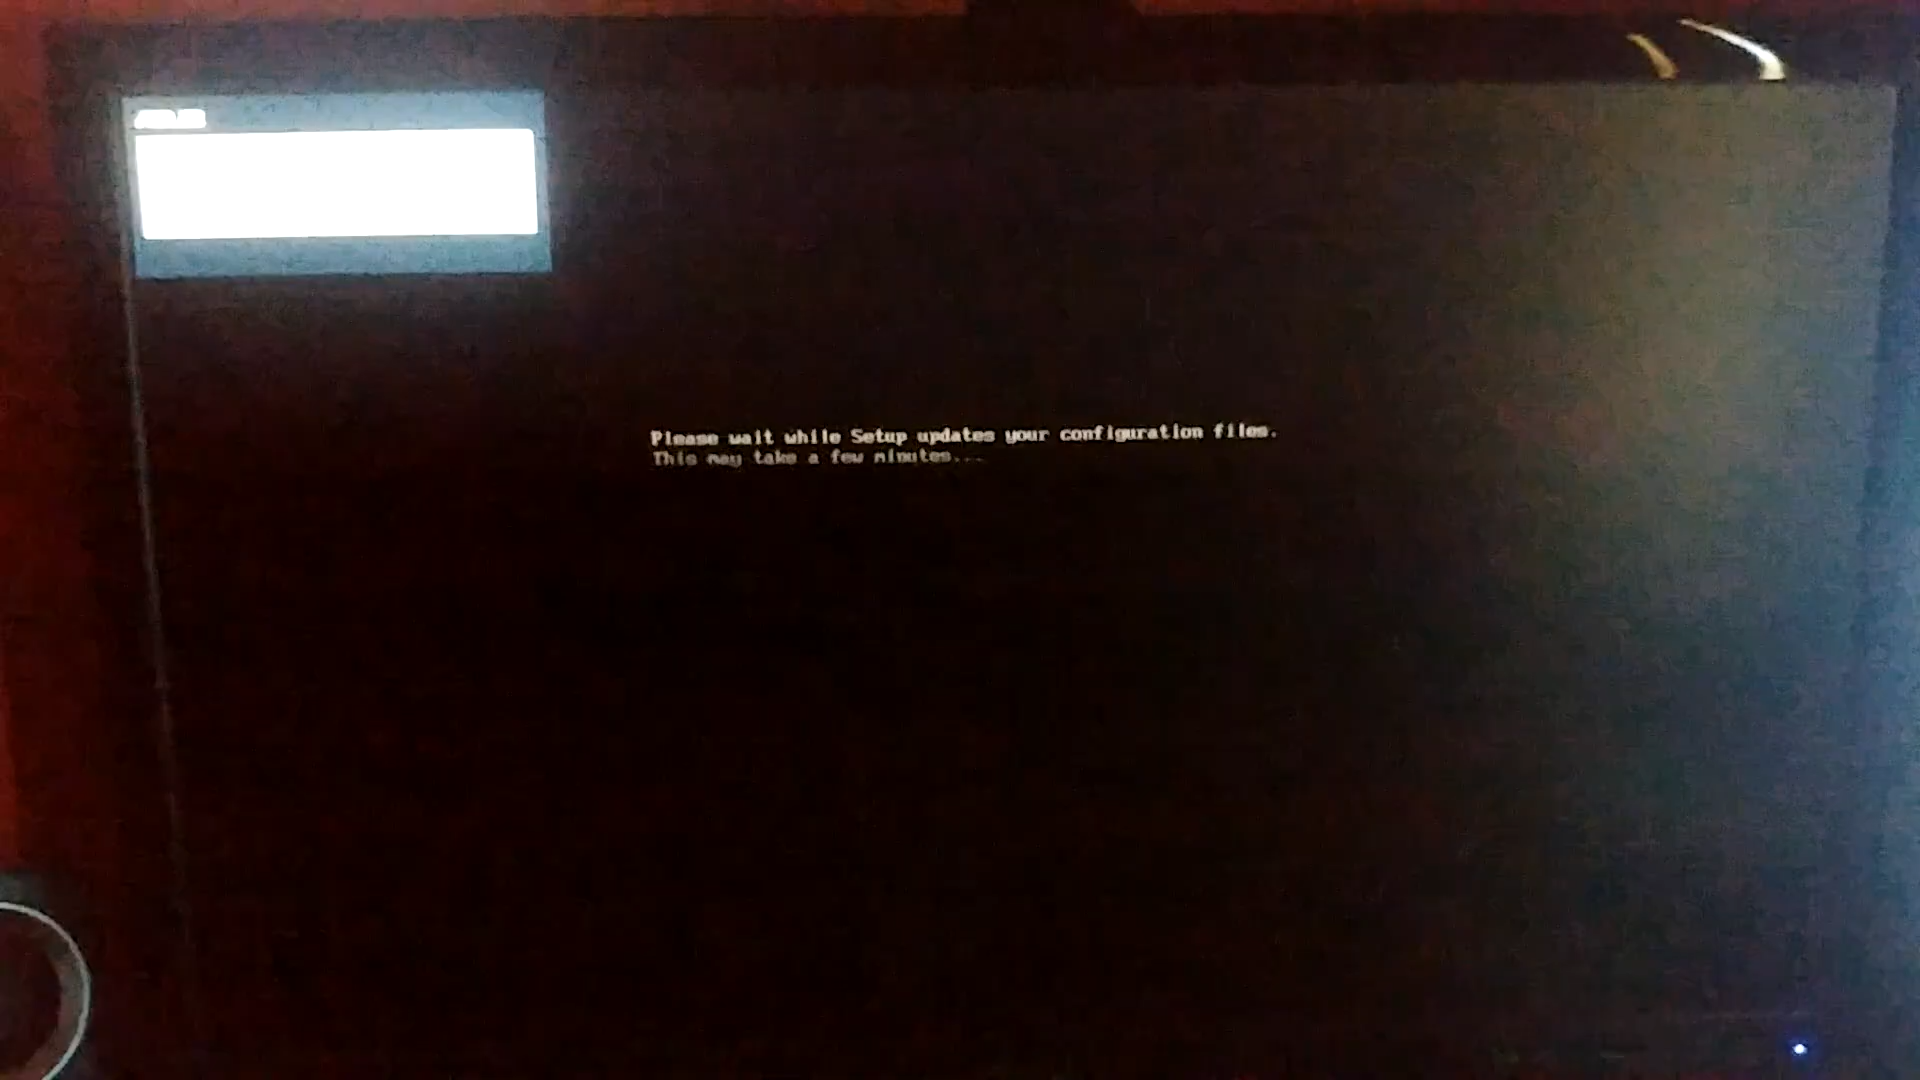 Please wait while Setup updates your configuration files.
This may take a few minutes...